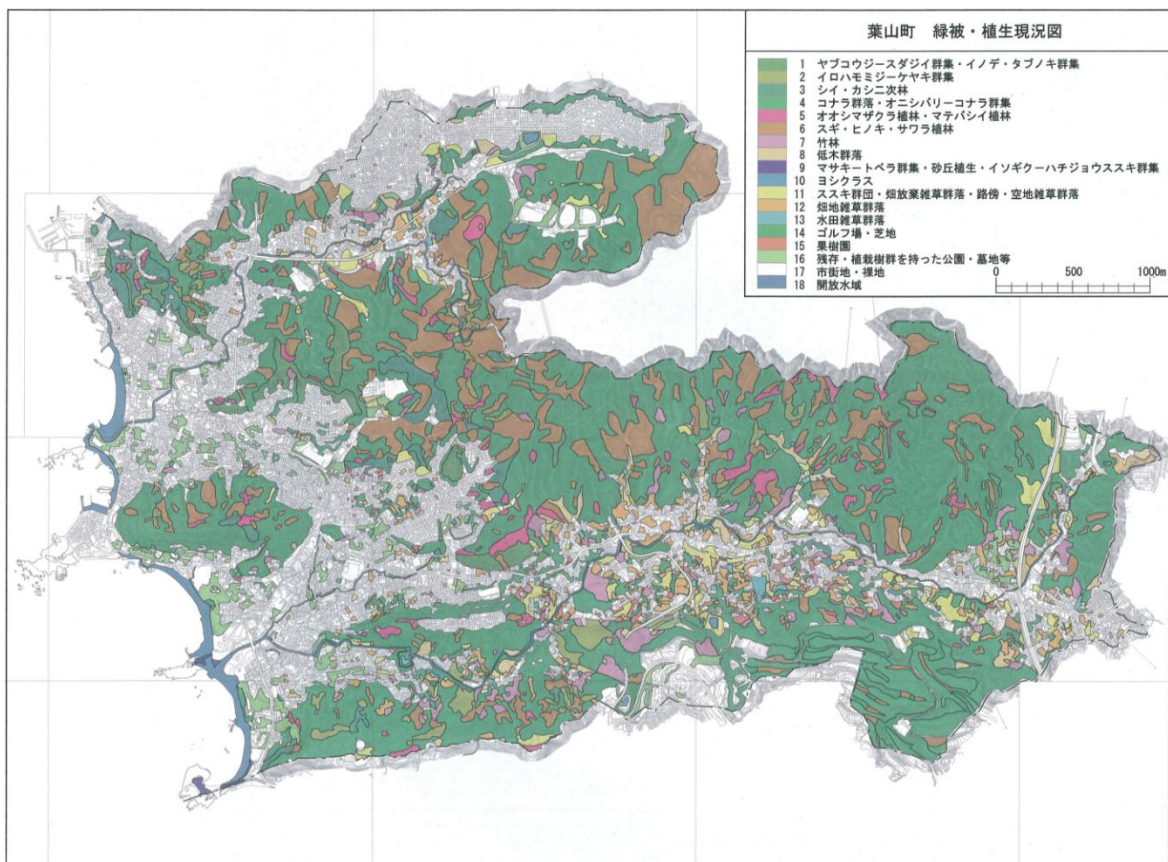 葉山町 緑被・植生現況図
1 ヤブコウジースダジイ群集・イノデ・タブノキ群集
2 イロハモミジーケヤキ群集
3 シイ・カシ二次林
4 コナラ群落・オニシバリーコナラ群集
5 オオシマザクラ植林・マテバシイ植林
6 スギ・ヒノキ・サワラ植林
7 竹林
8 低木群落
9 マサキートベラ群集・砂丘植生・イソギクーハチジョウススキ群集
10 ヨシクラス
11 ススキ群団・畑放棄雑草群落・路傍・空地雑草群落
12 畑地雑草群落
13 水田雑草群落
14 ゴルフ場・芝地
15 果樹園
16 残存・植栽樹群を持った公園・墓地等
17 市街地・裸地
18 開放水域
0 500 1000m